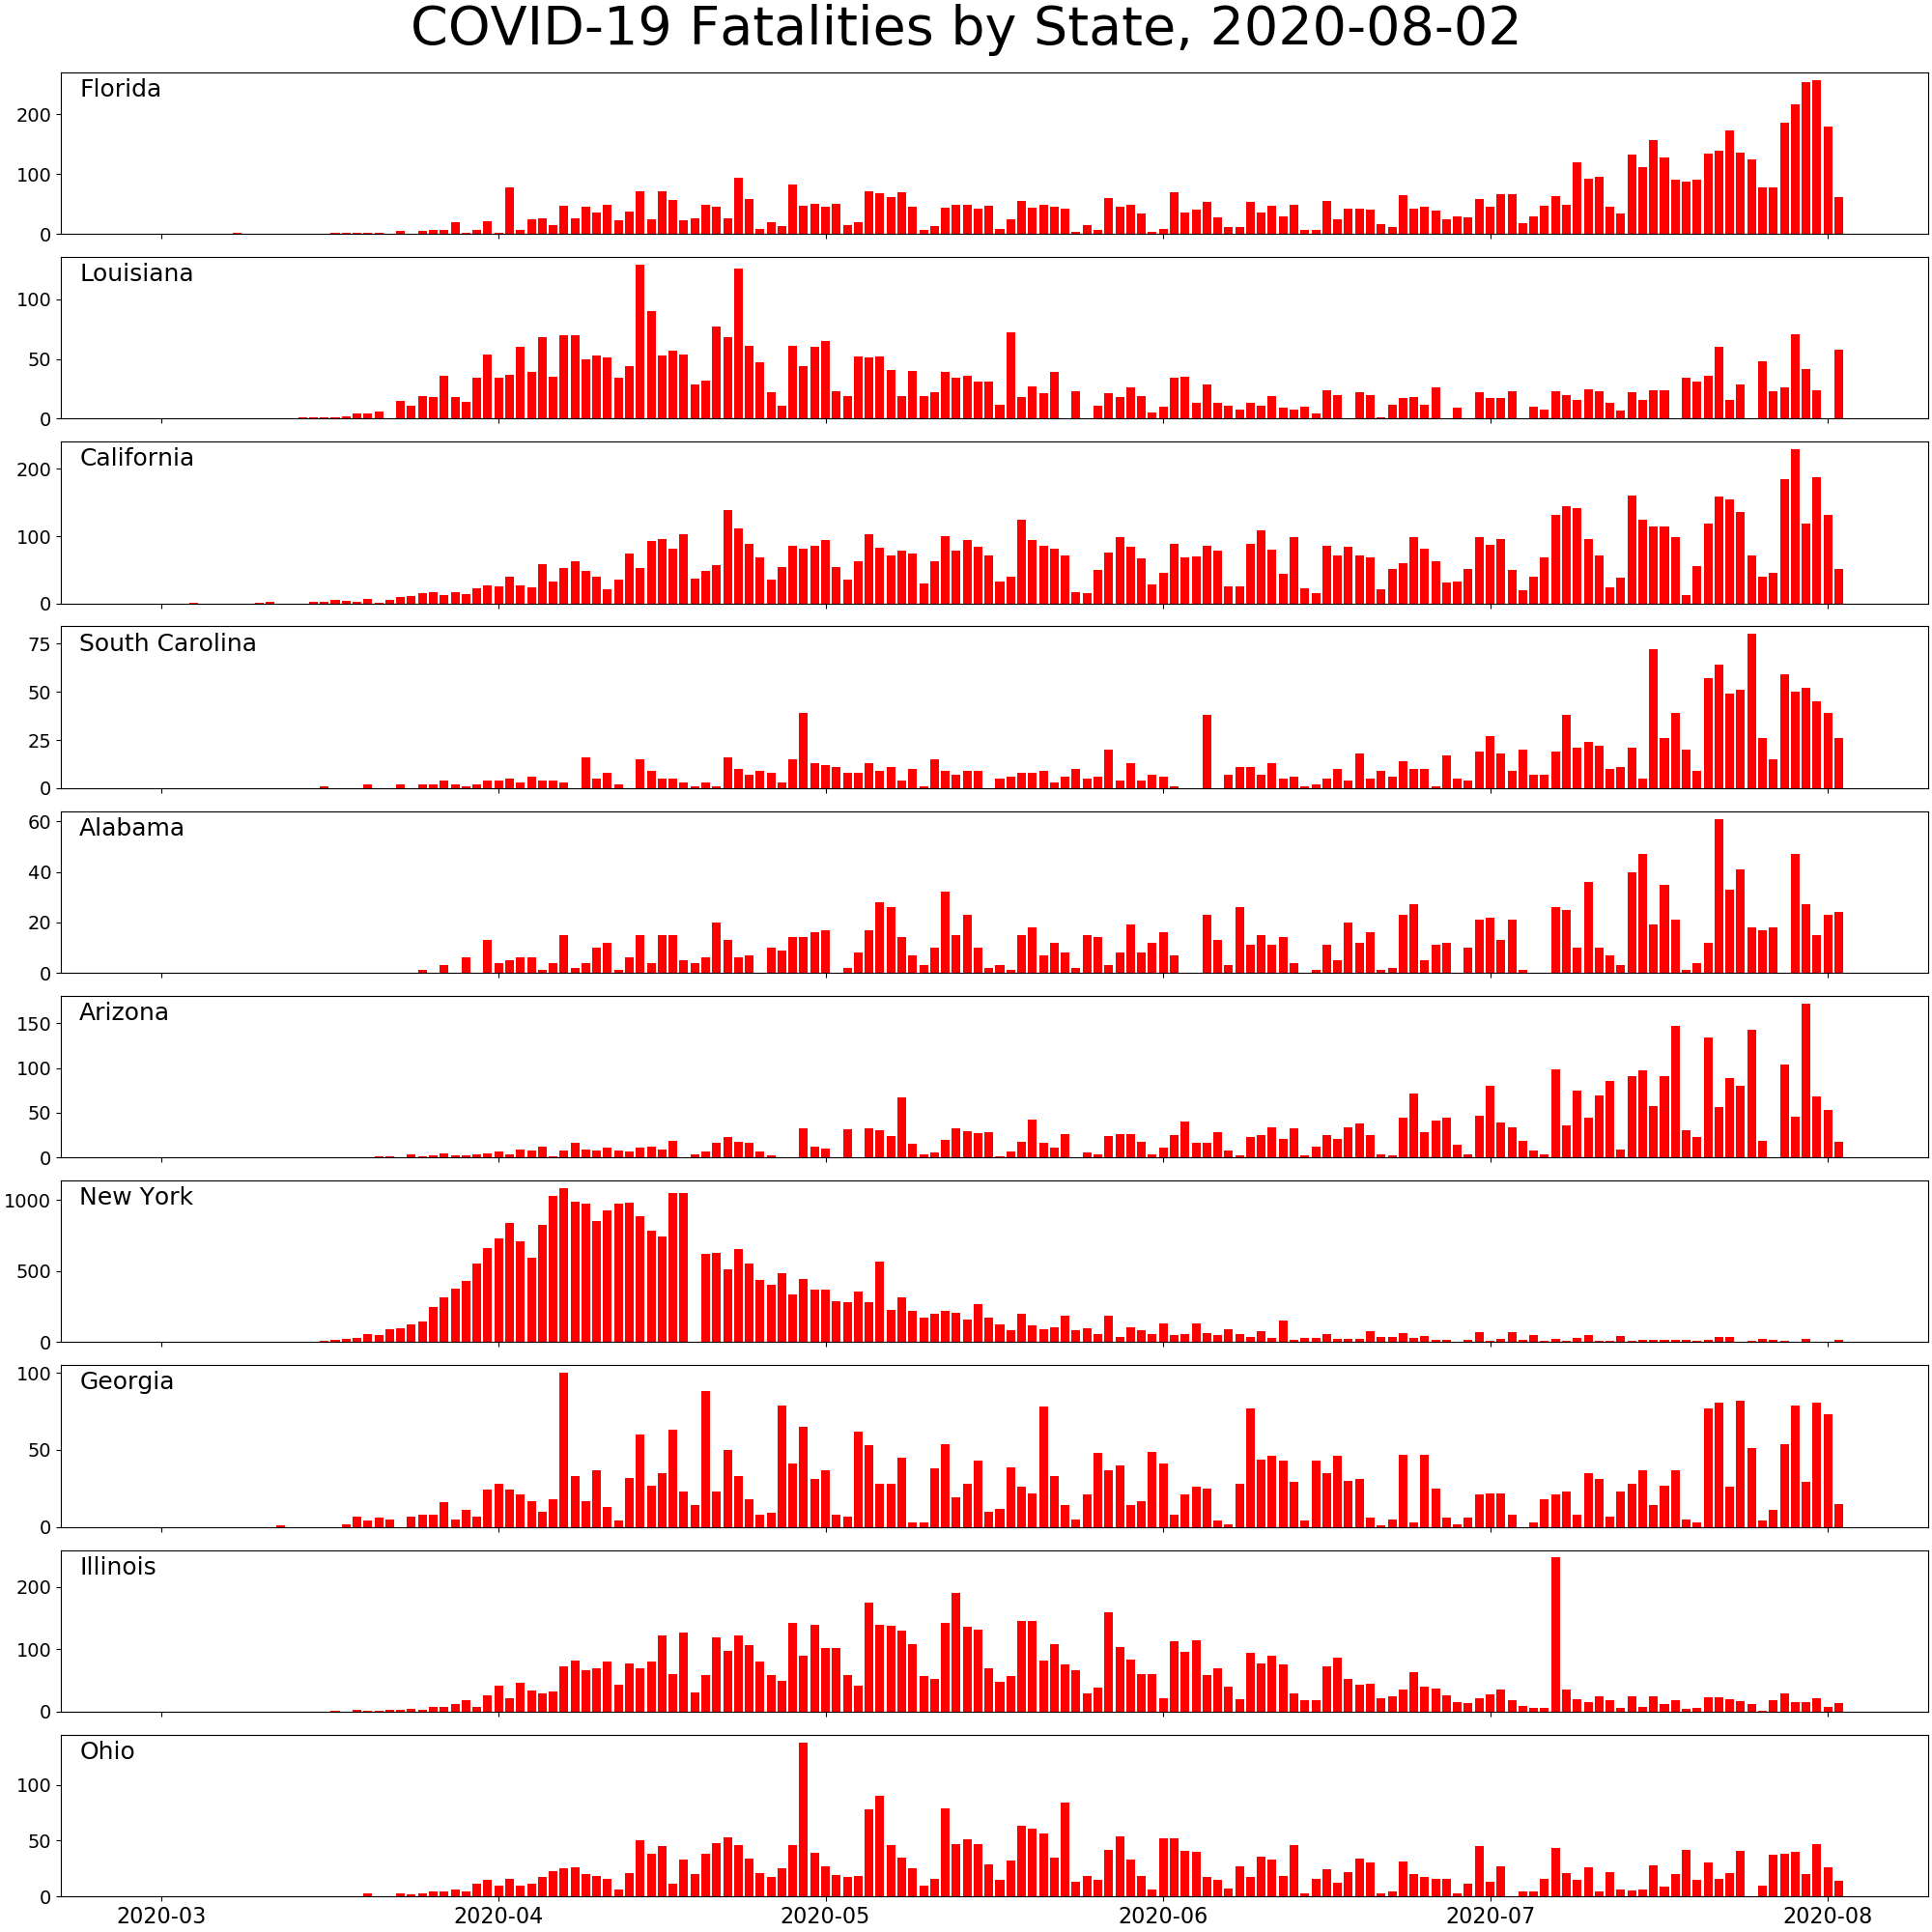 COVID-19 Fatalities by State, 2020-08-02
Florida
200
100
0
Louisiana
100
50
0
California
200
100
0
South Carolina
75
50
25
0
Alabama
60
40
20
0
Arizona
150
100
50
0
New York
1000
500
0
Georgia
100
50
0
Illinois
200
100
0
Ohio
100
50
0
2020-03 2020-04 2020-05 2020-06 2020-07 2020-08